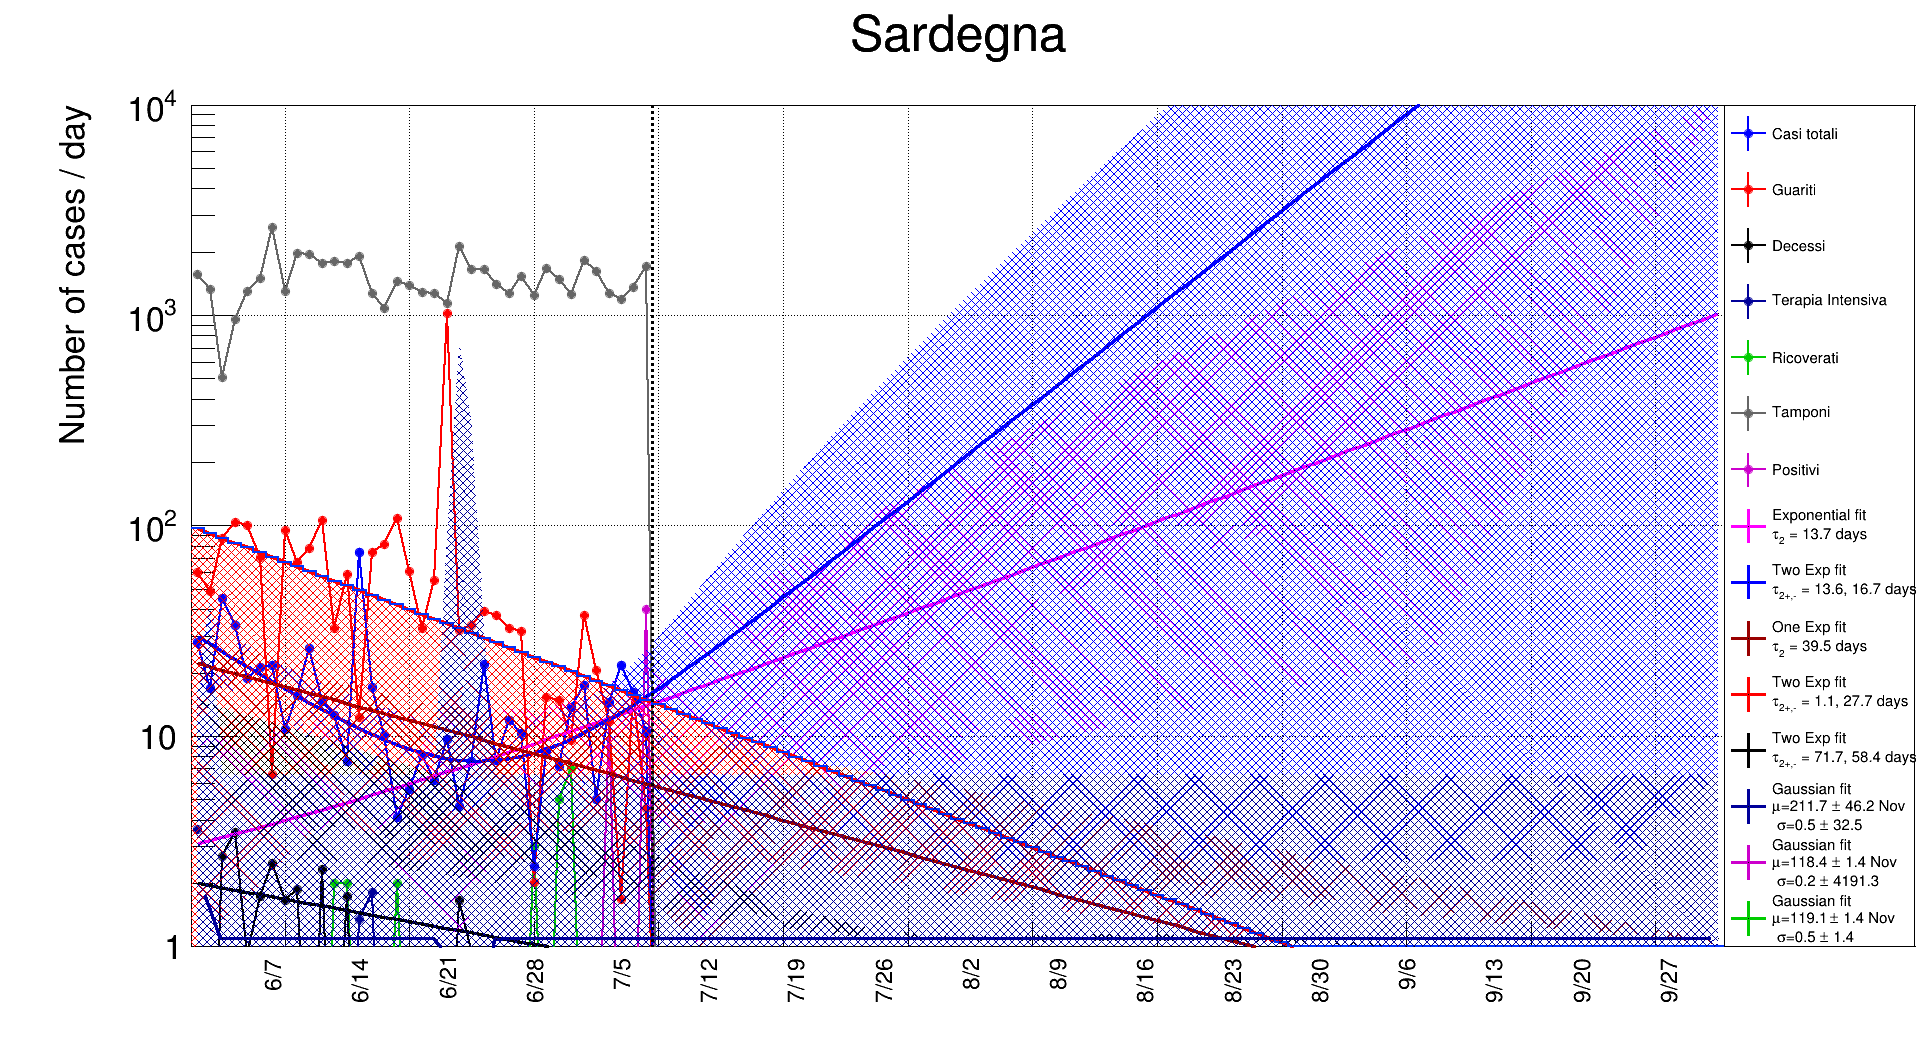 Sardegna
Number of cases / day
10^4
10^3
10^2
10
1
6/7
6/14
6/21
6/28
7/5
7/12
7/19
7/26
8/2
8/9
8/16
8/23
8/30
9/6
9/13
9/20
9/27
Casi totali
Guariti
Decessi
Terapia Intensiva
Ricoverati
Tamponi
Positivi
Exponential fit
τ2 = 13.7 days
Two Exp fit
τ2+,- = 13.6, 16.7 days
One Exp fit
τ2 = 39.5 days
Two Exp fit
τ2+,- = 1.1, 27.7 days
Two Exp fit
τ2+,- = 71.7, 58.4 days
Gaussian fit
μ=211.7 ± 46.2 Nov
σ=0.5 ± 32.5
Gaussian fit
μ=118.4 ± 1.4 Nov
σ=0.2 ± 4191.3
Gaussian fit
μ=119.1 ± 1.4 Nov
σ=0.5 ± 1.4